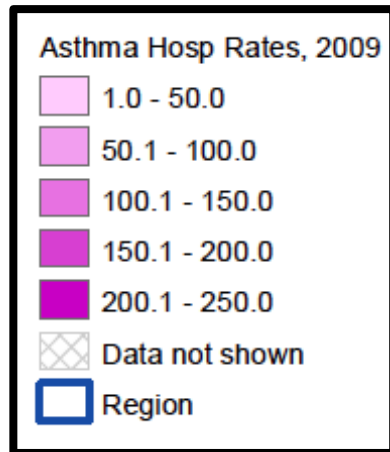 Asthma Hosp Rates, 2009
1.0 - 50.0
50.1 - 100.0
100.1 - 150.0
150.1 - 200.0
200.1 - 250.0
Data not shown
Region